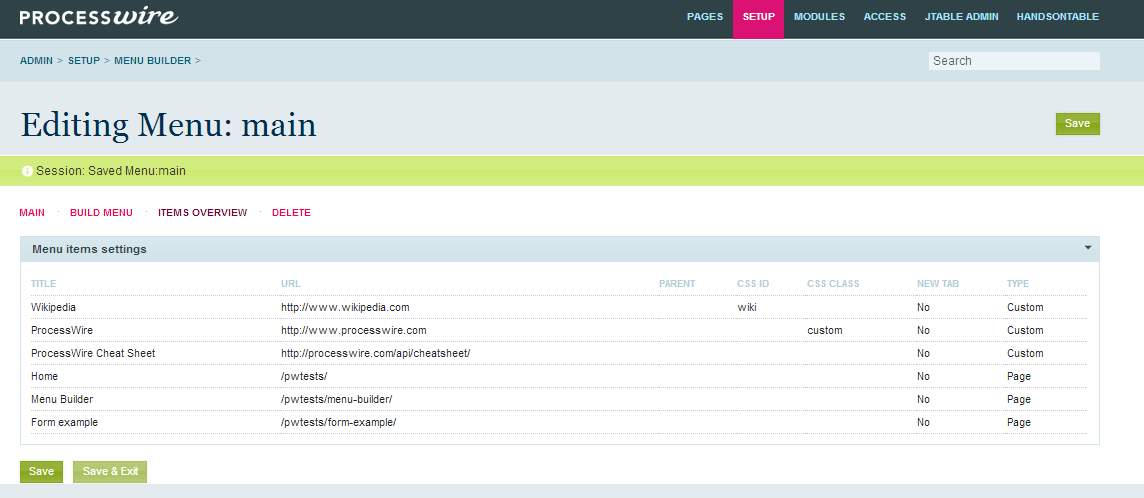 PROCESSwire PAGES SETUP MODULES ACCESS JTABLE ADMIN HANDSONTABLE
ADMIN > SETUP > MENU BUILDER > Search
Editing Menu: main Save
Session: Saved Menu:main
MAIN · BUILD MENU · ITEMS OVERVIEW · DELETE
Menu items settings
TITLE URL PARENT CSS ID CSS CLASS NEW TAB TYPE
Wikipedia http://www.wikipedia.com wiki No Custom
ProcessWire http://www.processwire.com custom No Custom
ProcessWire Cheat Sheet http://processwire.com/api/cheatsheet/ No Custom
Home /pwtests/ No Page
Menu Builder /pwtests/menu-builder/ No Page
Form example /pwtests/form-example/ No Page
Save Save & Exit